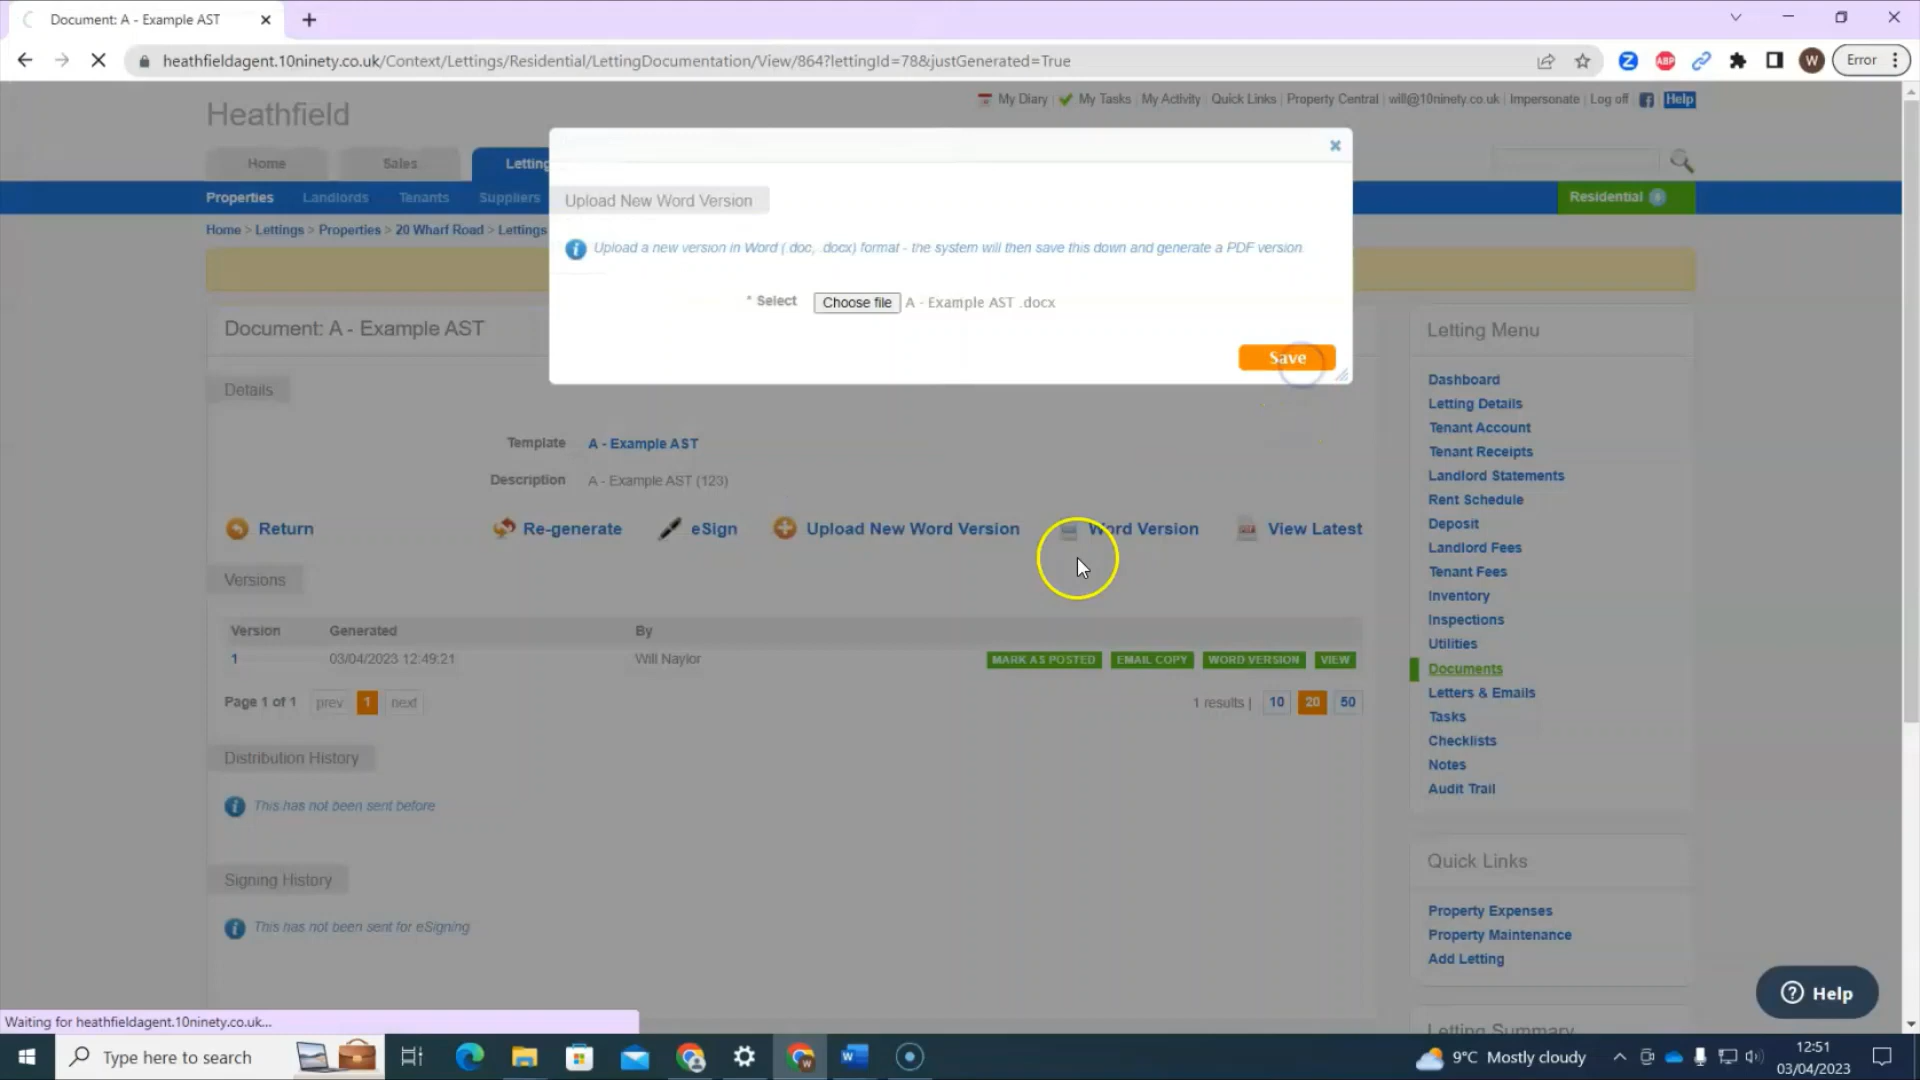 Document: A - Example AST
heathfieldagent.10ninety.co.uk/Context/Lettings/Residential/LettingDocumentation/View/864?lettingId=78&justGenerated=True
ABP
W
Error
Heathfield
My Diary | My Tasks | My Activity | Quick Links | Property Central | will@10ninety.co.uk | Impersonate | Log off | Help
Home Sales Letting
Properties Landlords Tenants Suppliers
Residential
Home > Lettings > Properties > 20 Wharf Road > Lettings
Upload New Word Version
Upload a new version in Word (.doc, .docx) format - the system will then save this down and generate a PDF version.
* Select Choose file A - Example AST .docx
Save
Document: A - Example AST
Details
Template A - Example AST
Description A - Example AST (123)
Return Re-generate eSign Upload New Word Version Word Version View Latest
Versions
Version Generated By
1 03/04/2023 12:49:21 Will Naylor MARK AS POSTED EMAIL COPY WORD VERSION VIEW
Page 1 of 1 prev 1 next 1 results | 10 20 50
Distribution History
This has not been sent before
Signing History
This has not been sent for eSigning
Letting Menu
Dashboard
Letting Details
Tenant Account
Tenant Receipts
Landlord Statements
Rent Schedule
Deposit
Landlord Fees
Tenant Fees
Inventory
Inspections
Utilities
Documents
Letters & Emails
Tasks
Checklists
Notes
Audit Trail
Quick Links
Property Expenses
Property Maintenance
Add Letting
Letting Summary
Help
Waiting for heathfieldagent.10ninety.co.uk...
Type here to search
9°C Mostly cloudy
12:51
03/04/2023